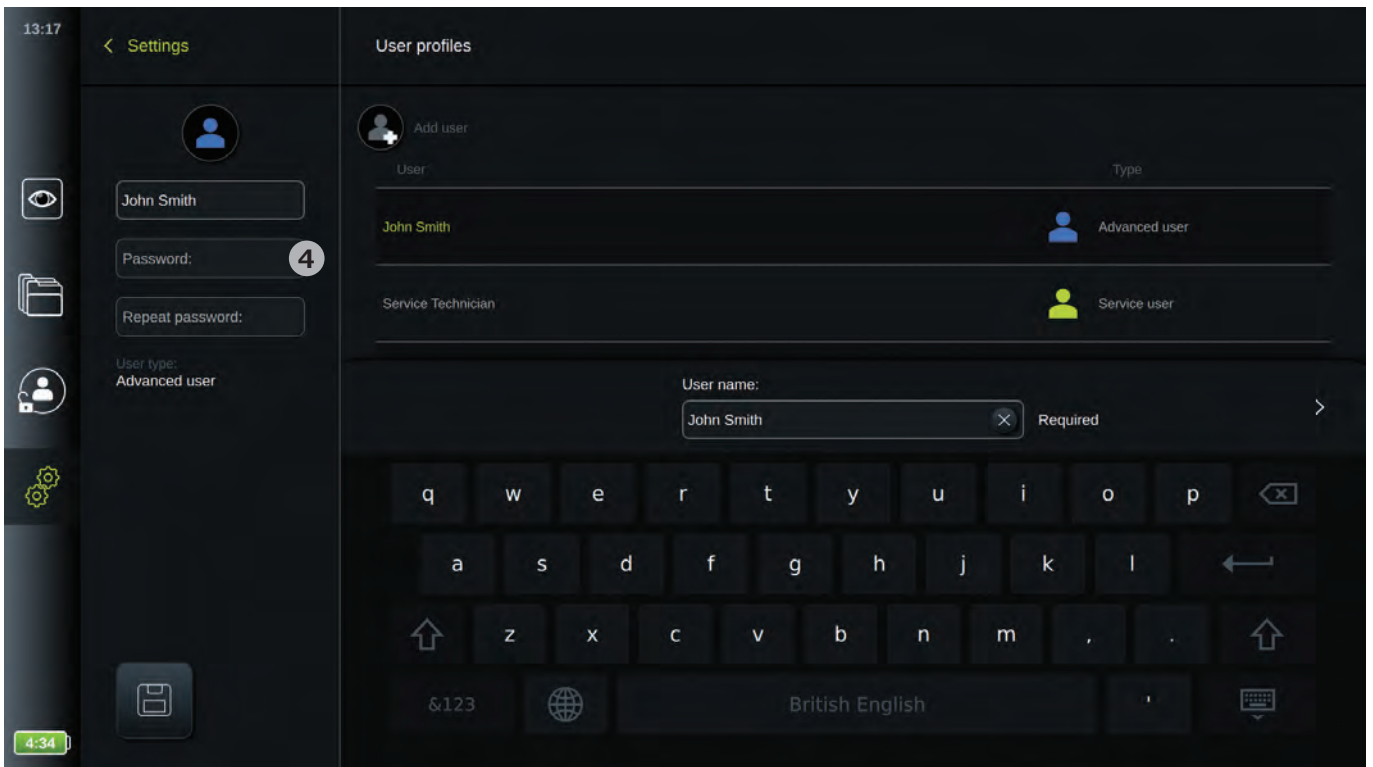 13:17
Settings
User profiles
Add user
User
Type
John Smith
John Smith
Advanced user
Password:
4
Service Technician
Service user
Repeat password:
User type:
Advanced user
User name:
John Smith
Required
q w e r t y u i o p
a s d f g h j k l
z x c v b n m , .
&123
British English
'
4:34